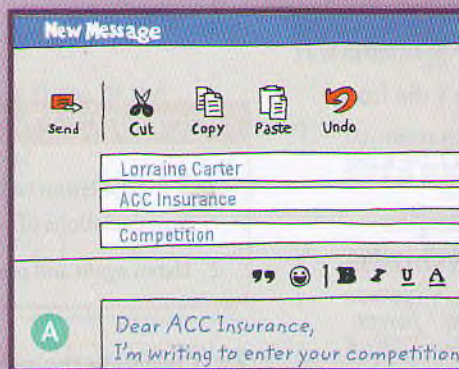 New Message
Send Cut Copy Paste Undo
Lorraine Carter
ACC Insurance
Competition
” ☺ | B I U A
A
Dear ACC Insurance,
I'm writing to enter your competition